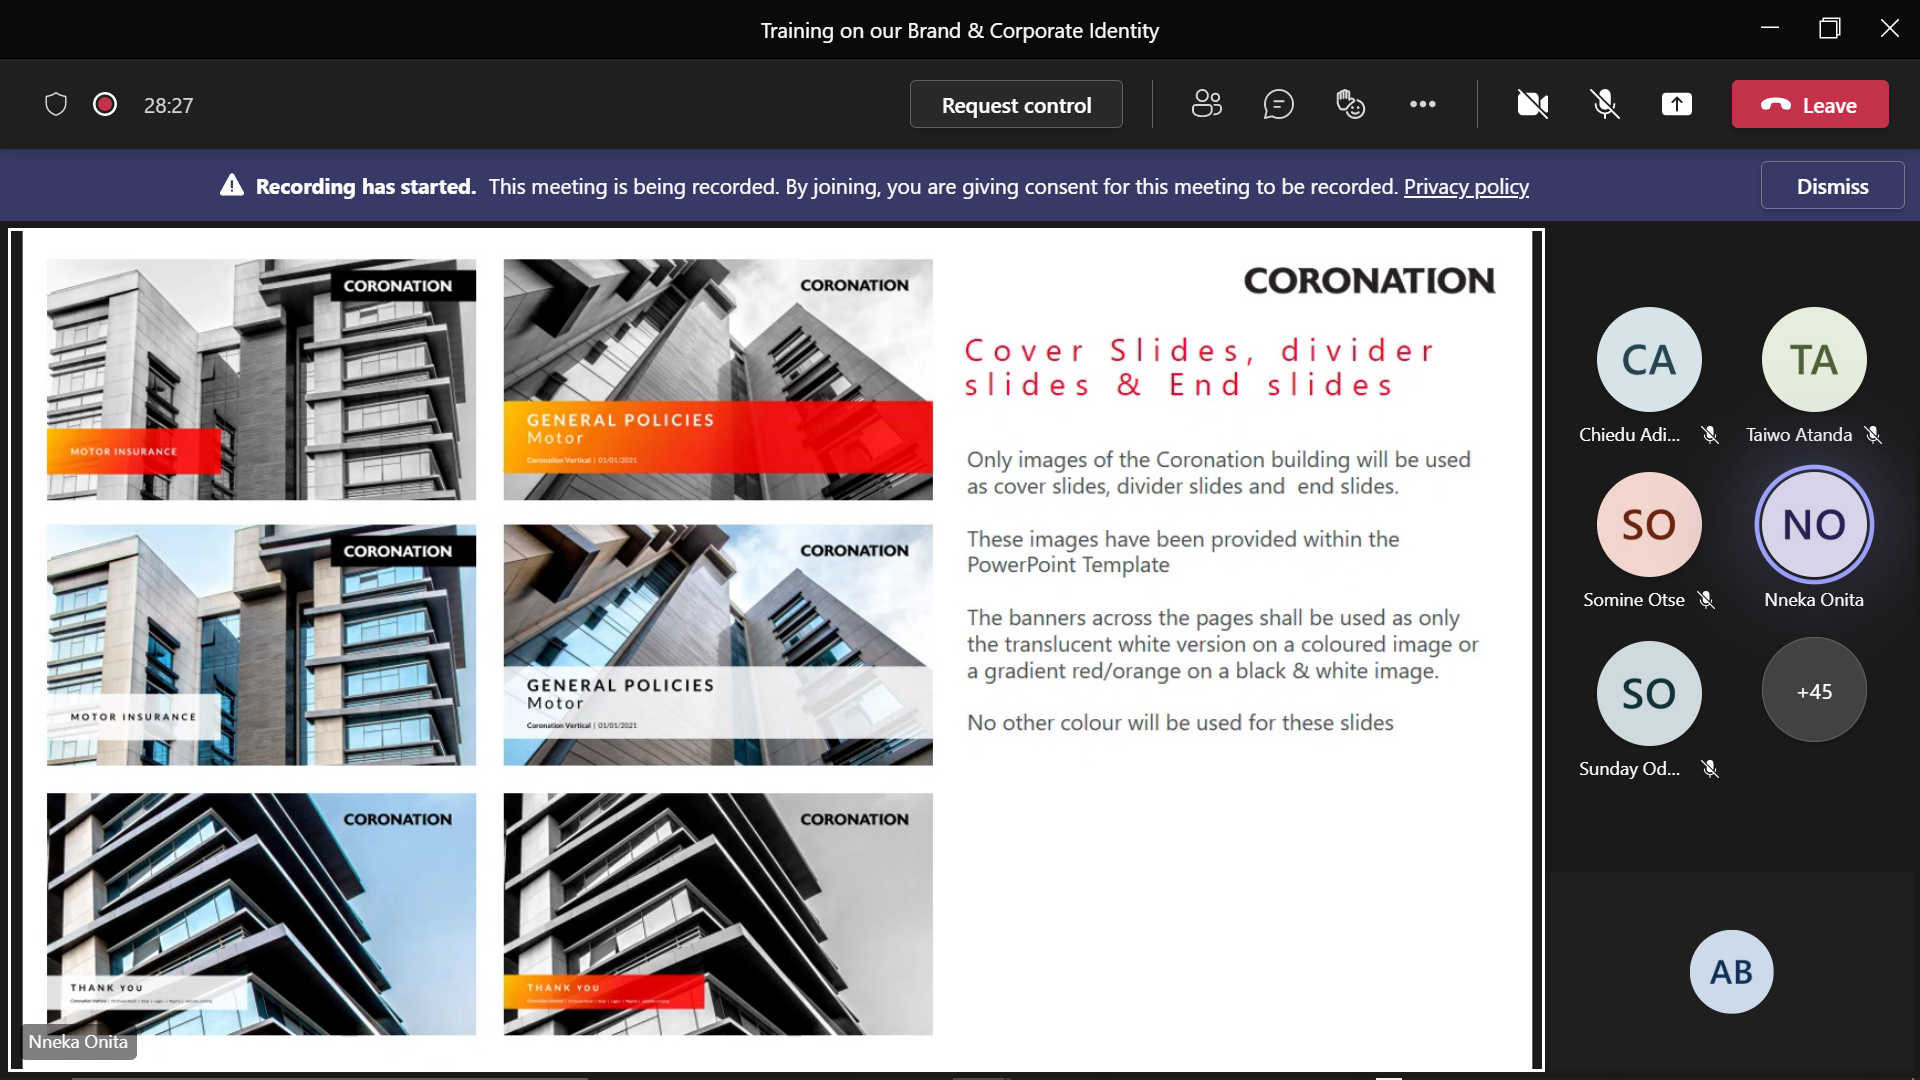 Training on our Brand & Corporate Identity
28:27
Request control
Leave
Recording has started. This meeting is being recorded. By joining, you are giving consent for this meeting to be recorded. Privacy policy
Dismiss
CORONATION
MOTOR INSURANCE
CORONATION
GENERAL POLICIES
Motor
Coronation Vertical | 01/01/2021
CORONATION
MOTOR INSURANCE
CORONATION
GENERAL POLICIES
Motor
Coronation Vertical | 01/01/2021
CORONATION
THANK YOU
CORONATION
THANK YOU
Nneka Onita
CORONATION
Cover Slides, divider
slides & End slides
Only images of the Coronation building will be used
as cover slides, divider slides and end slides.
These images have been provided within the
PowerPoint Template
The banners across the pages shall be used as only
the translucent white version on a coloured image or
a gradient red/orange on a black & white image.
No other colour will be used for these slides
CA
Chiedu Adi...
TA
Taiwo Atanda
SO
Somine Otse
NO
Nneka Onita
SO
Sunday Od...
+45
AB